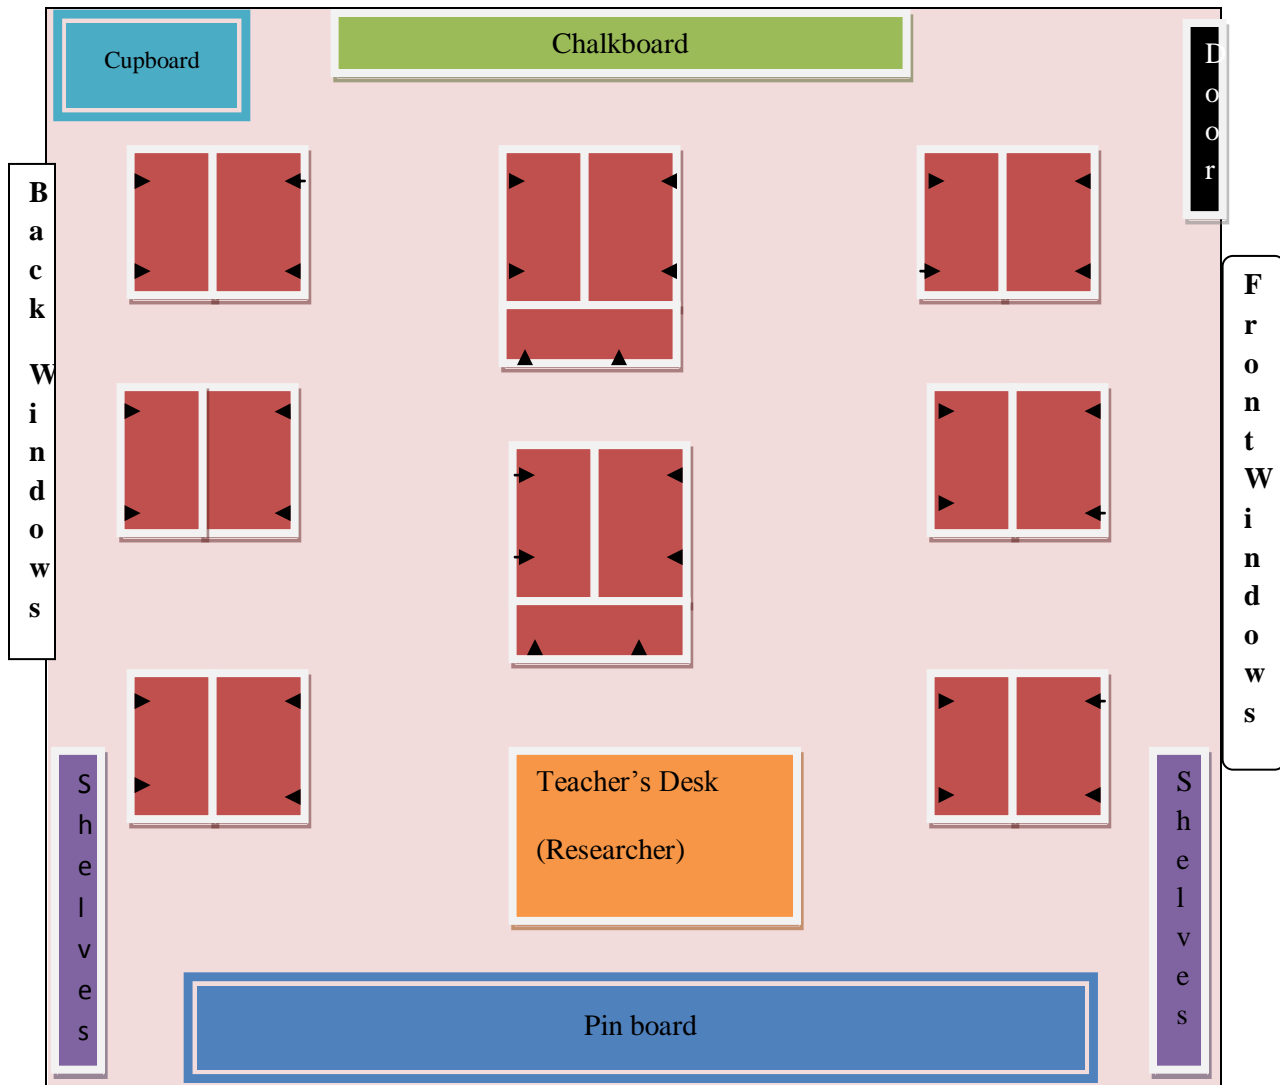 Cupboard
Chalkboard
Door
Back Windows
Front Windows
Shelves
Teacher’s Desk
(Researcher)
Shelves
Pin board